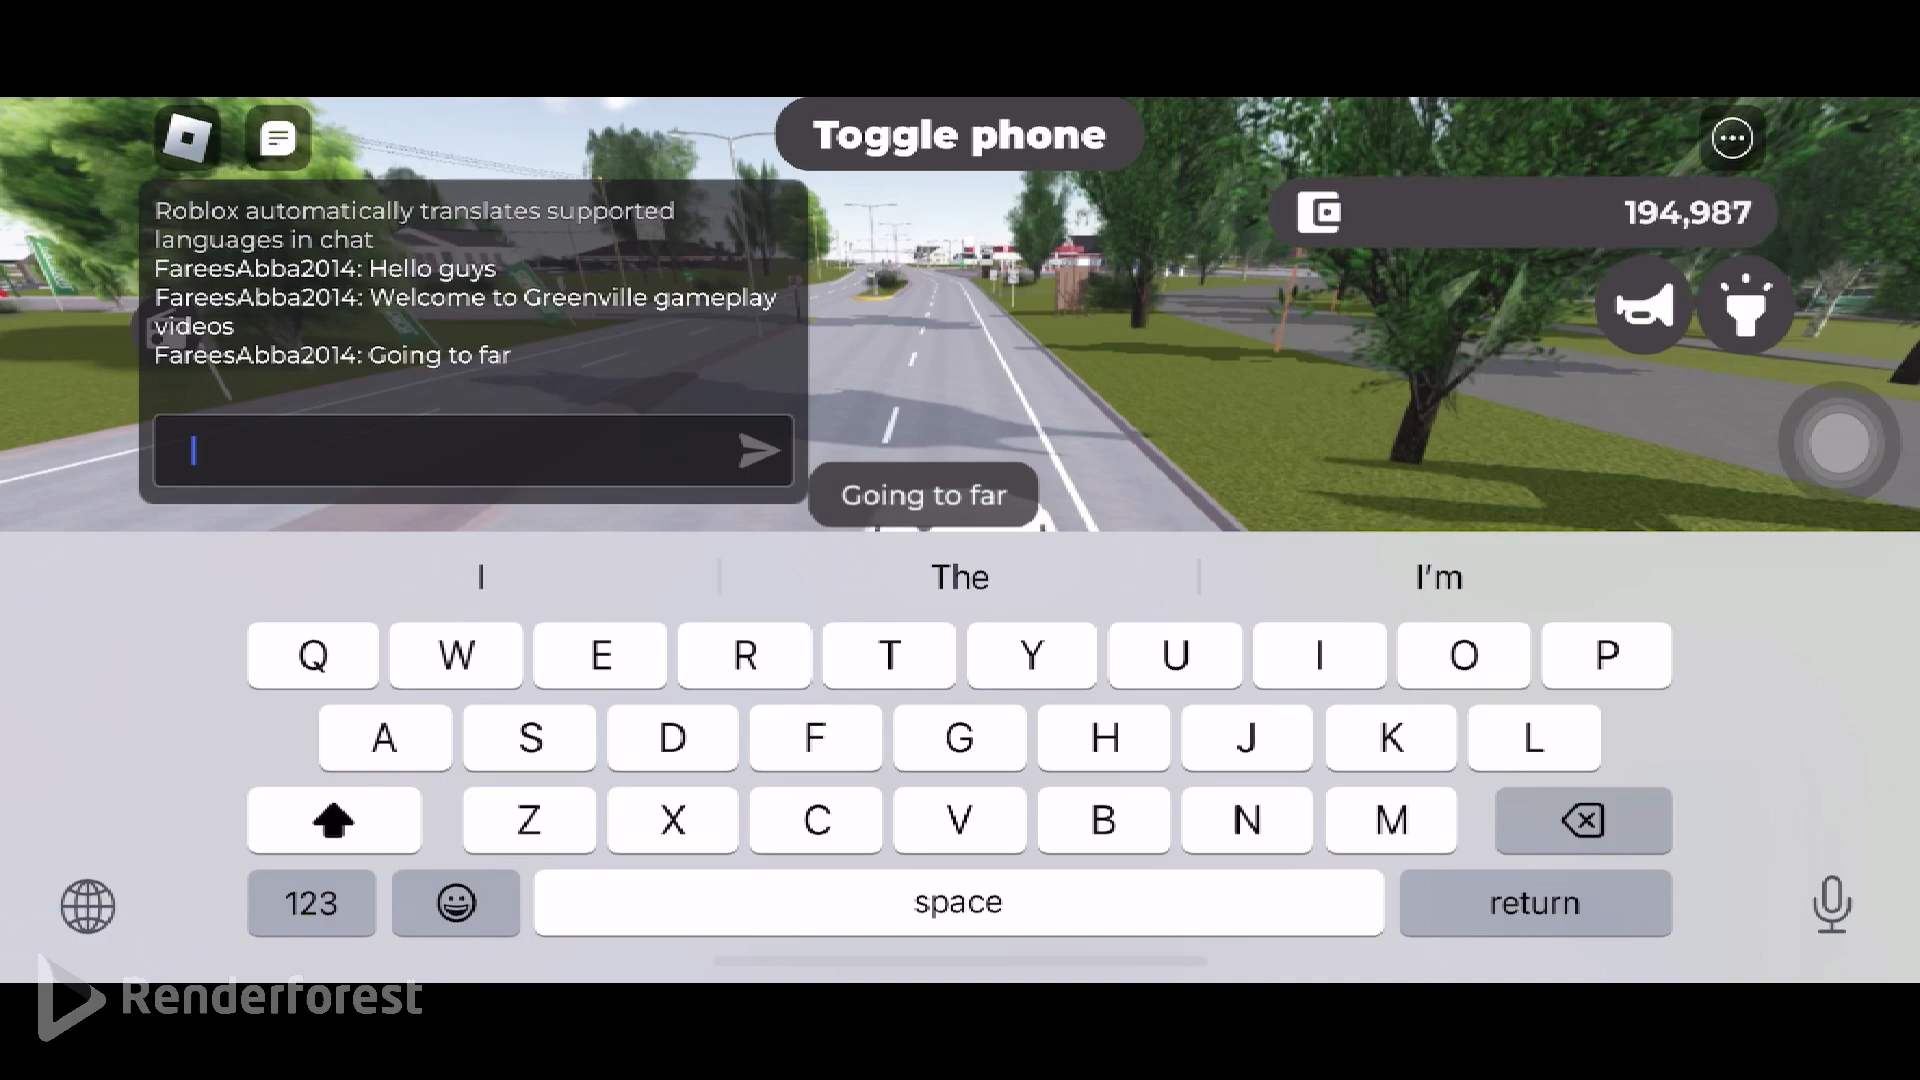 Toggle phone
Roblox automatically translates supported
languages in chat
FareesAbba2014: Hello guys
FareesAbba2014: Welcome to Greenville gameplay
videos
FareesAbba2014: Going to far
194,987
Going to far
I The I'm
Q W E R T Y U I O P
A S D F G H J K L
Z X C V B N M
123 space return
Renderforest